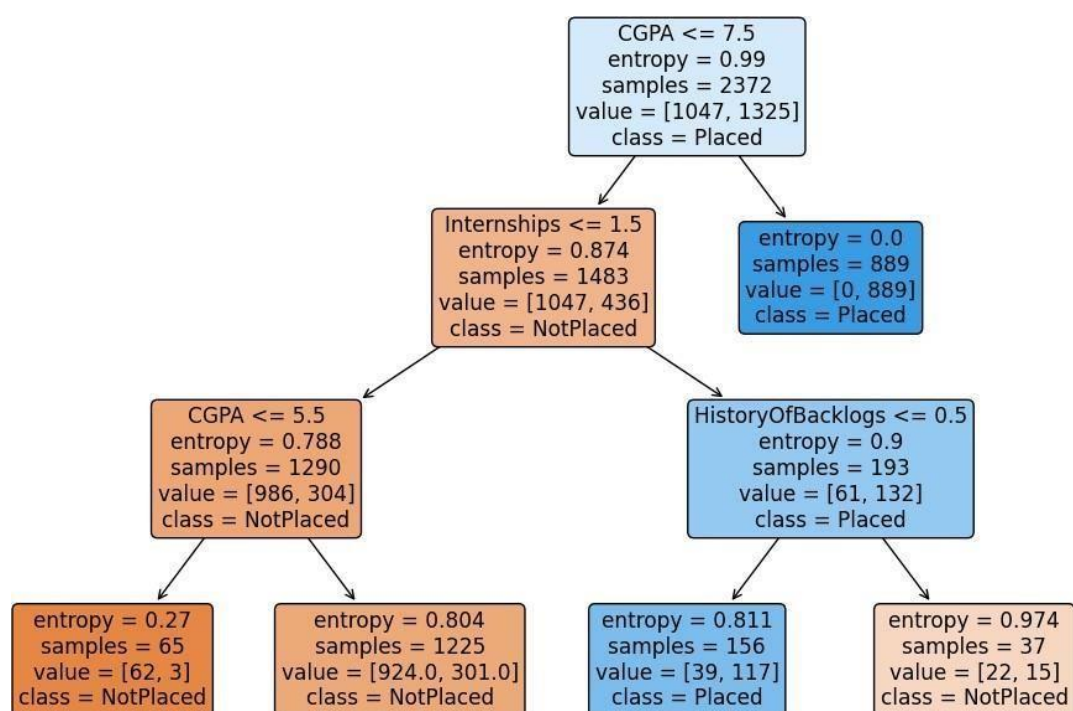 CGPA <= 7.5
entropy = 0.99
samples = 2372
value = [1047, 1325]
class = Placed
Internships <= 1.5
entropy = 0.874
samples = 1483
value = [1047, 436]
class = NotPlaced
entropy = 0.0
samples = 889
value = [0, 889]
class = Placed
CGPA <= 5.5
entropy = 0.788
samples = 1290
value = [986, 304]
class = NotPlaced
HistoryOfBacklogs <= 0.5
entropy = 0.9
samples = 193
value = [61, 132]
class = Placed
entropy = 0.27
samples = 65
value = [62, 3]
class = NotPlaced
entropy = 0.804
samples = 1225
value = [924.0, 301.0]
class = NotPlaced
entropy = 0.811
samples = 156
value = [39, 117]
class = Placed
entropy = 0.974
samples = 37
value = [22, 15]
class = NotPlaced